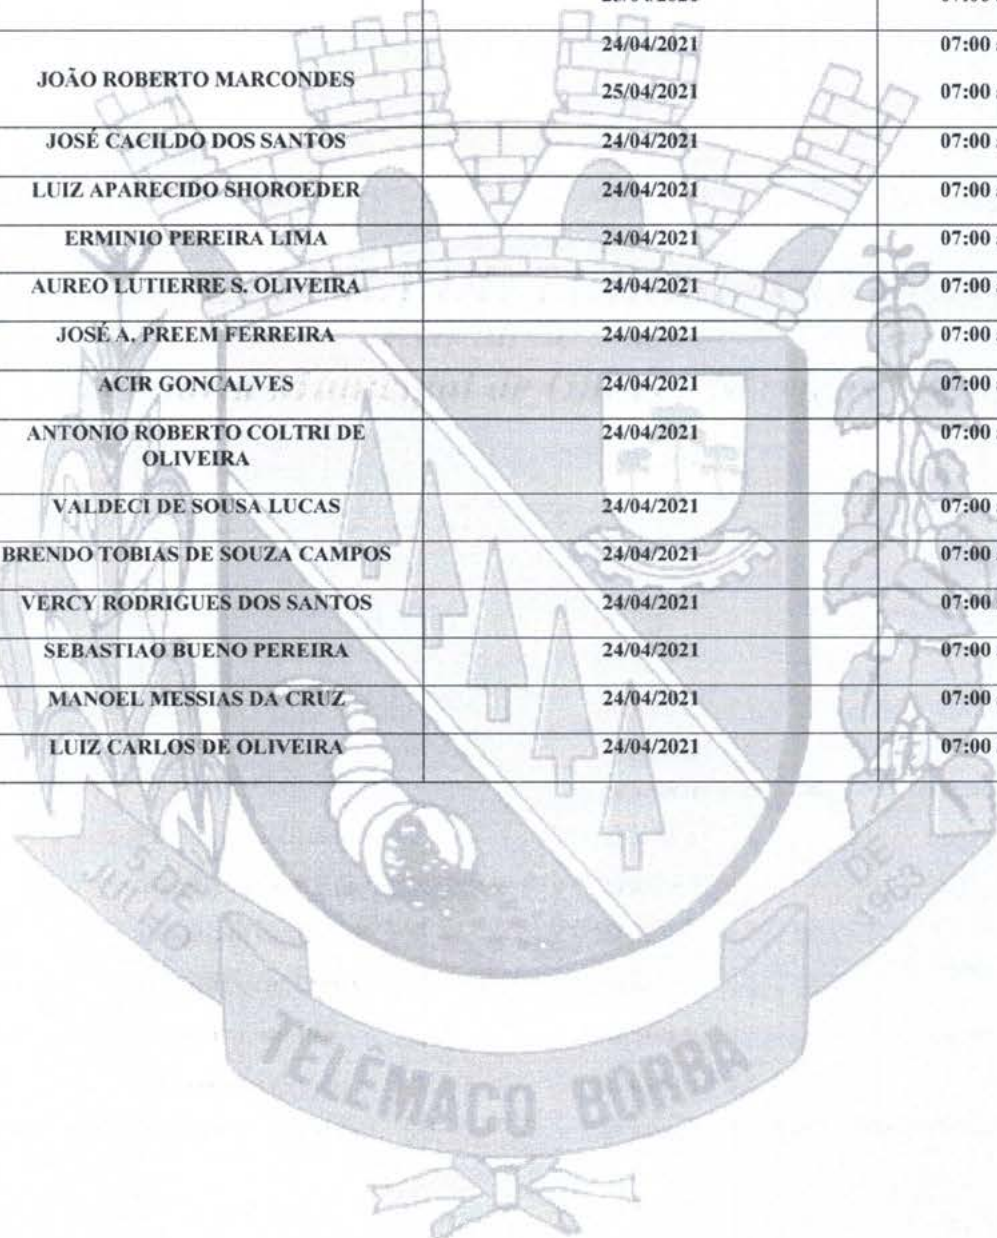 24/04/2021 07:00
JOÃO ROBERTO MARCONDES
25/04/2021 07:00
JOSÉ CACILDO DOS SANTOS 24/04/2021 07:00
LUIZ APARECIDO SHOROEDER 24/04/2021 07:00
ERMINIO PEREIRA LIMA 24/04/2021 07:00
AUREO LUTIERRE S. OLIVEIRA 24/04/2021 07:00
JOSÉ A. PREEM FERREIRA 24/04/2021 07:00
ACIR GONCALVES 24/04/2021 07:00
ANTONIO ROBERTO COLTRI DE 24/04/2021 07:00
OLIVEIRA
VALDECI DE SOUSA LUCAS 24/04/2021 07:00
BRENDO TOBIAS DE SOUZA CAMPOS 24/04/2021 07:00
VERCY RODRIGUES DOS SANTOS 24/04/2021 07:00
SEBASTIAO BUENO PEREIRA 24/04/2021 07:00
MANOEL MESSIAS DA CRUZ 24/04/2021 07:00
LUIZ CARLOS DE OLIVEIRA 24/04/2021 07:00
5 DE
JULHO
DE
1963
TELÊMACO BORBA